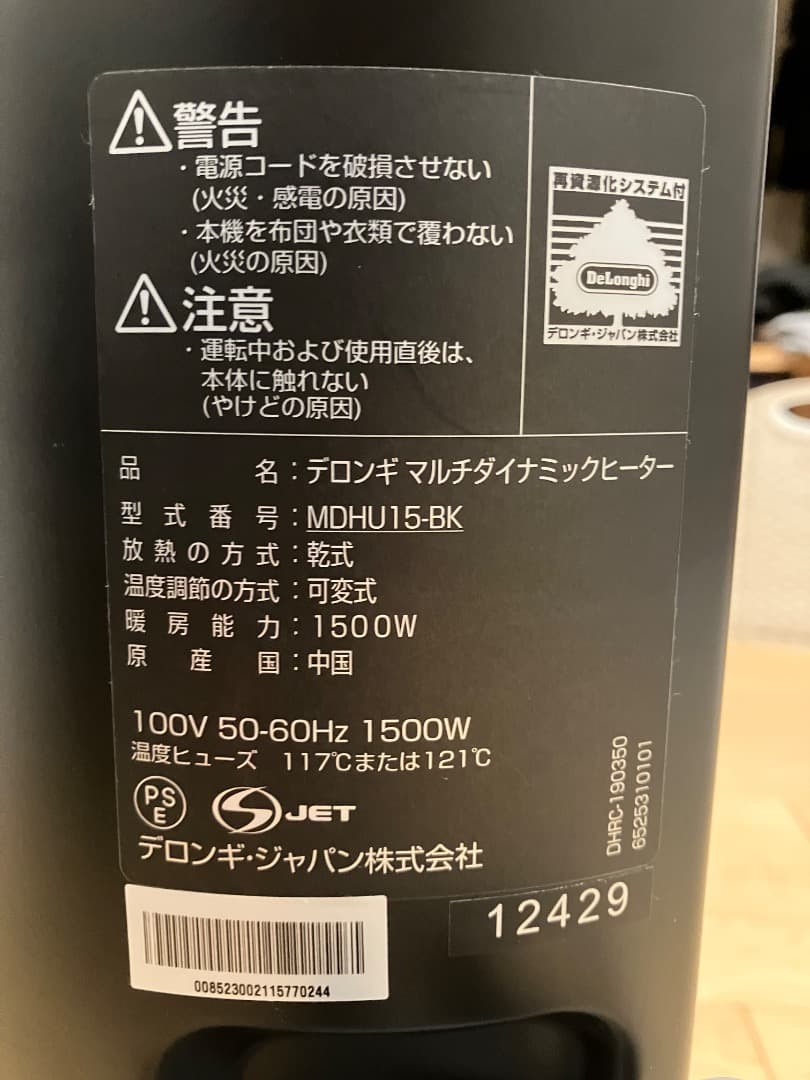 警告
・電源コードを破損させない
(火災・感電の原因)
・本機を布団や衣類で覆わない
(火災の原因)
注意
・運転中および使用直後は、
本体に触れない
(やけどの原因)
再資源化システム付
DeLonghi
デロンギ・ジャパン株式会社
品名：デロンギ マルチダイナミックヒーター
型式番号：MDHU15-BK
放熱の方式：乾式
温度調節の方式：可変式
暖房能力：1500W
原産国：中国
100V 50-60Hz 1500W
温度ヒューズ 117℃または121℃
PSE
JET
デロンギ・ジャパン株式会社
DHRC-190350
6525310101
008523002115770244
12429